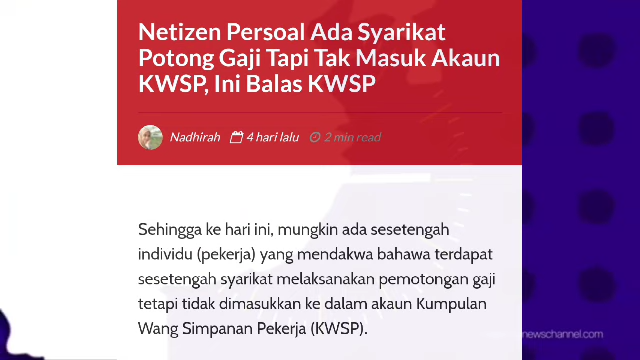 Netizen Persoal Ada Syarikat
Potong Gaji Tapi Tak Masuk Akaun
KWSP, Ini Balas KWSP
Nadhirah 4 hari lalu 2 min read
Sehingga ke hari ini, mungkin ada sesetengah
individu (pekerja) yang mendakwa bahawa terdapat
sesetengah syarikat melaksanakan pemotongan gaji
tetapi tidak dimasukkan ke dalam akaun Kumpulan
Wang Simpanan Pekerja (KWSP).